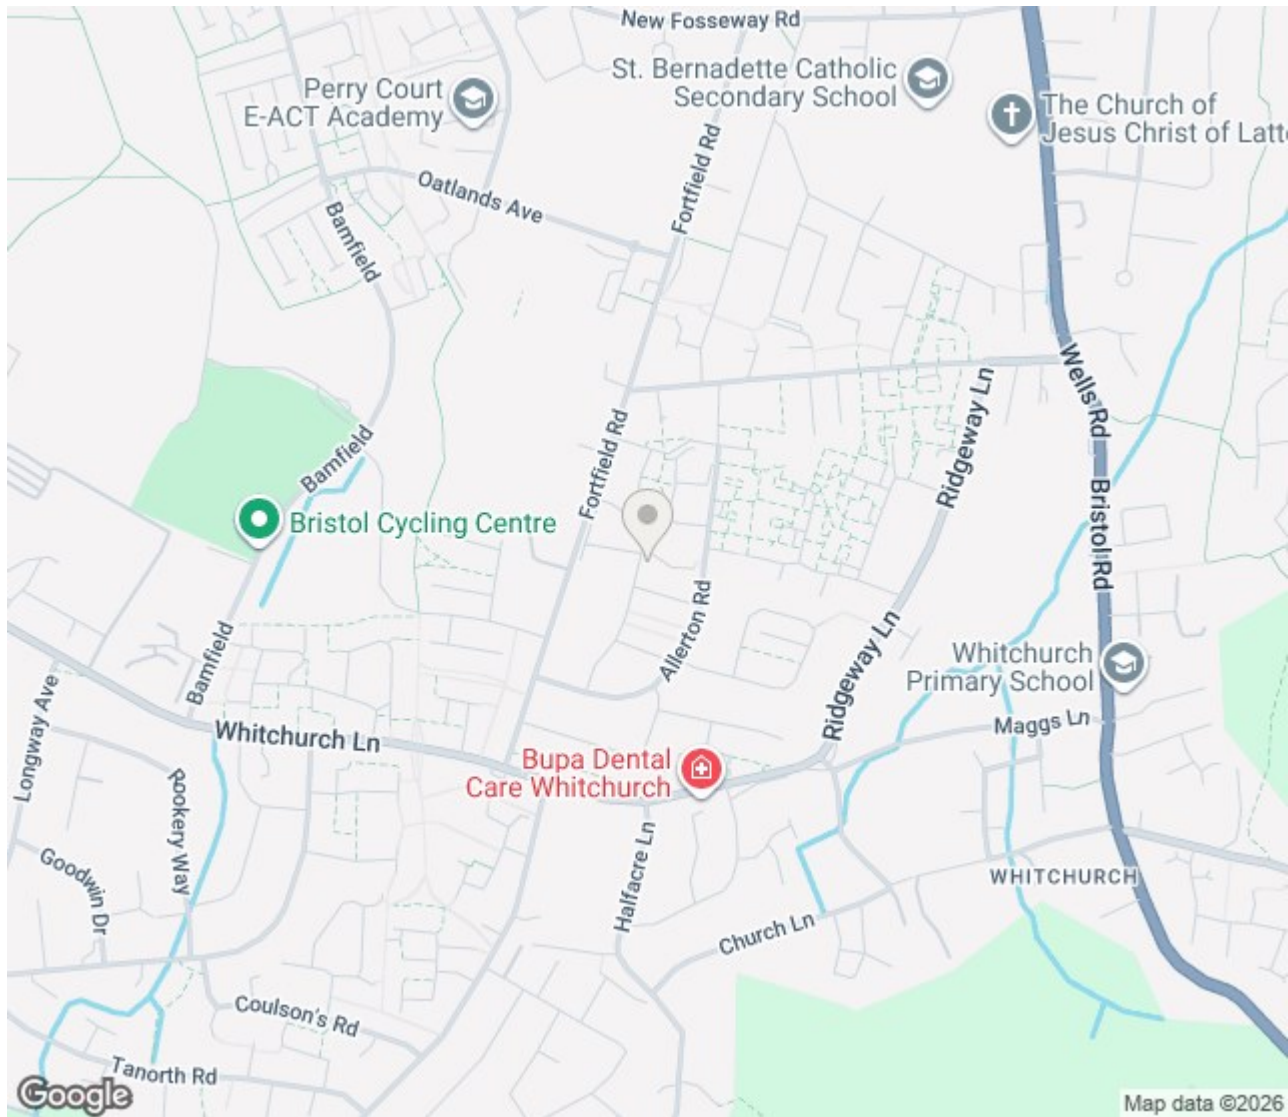 New Fosseway Rd
St. Bernadette Catholic
Secondary School
Perry Court
E-ACT Academy
The Church of
Jesus Christ of Latte
Oatlands Ave
Fortfield Rd
Bamfield
Wells Rd
Ridgeway Ln
Fortfield Rd
Bamfield
Bristol Rd
Bristol Cycling Centre
Allerton Rd
Bamfield
Ridgeway Ln
Whitchurch
Primary School
Longway Ave
Maggs Ln
Whitchurch Ln
Bupa Dental
Care Whitchurch
Rookery Way
Goodwin Dr
Halfacre Ln
WHITCHURCH
Church Ln
Coulson's Rd
Tanorth Rd
Google
Map data ©2026